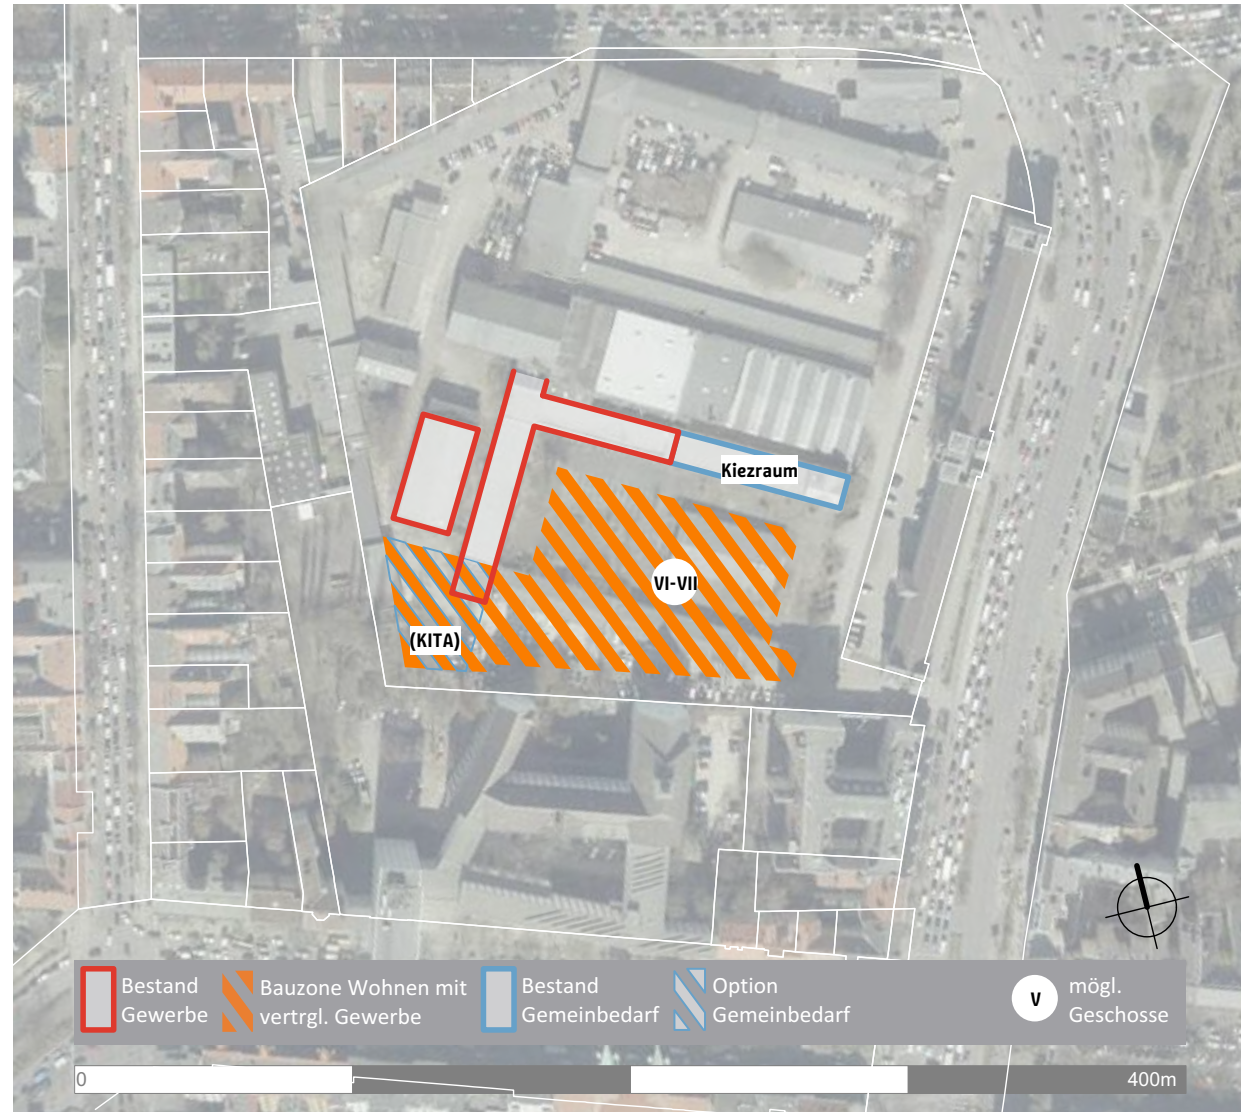 Kiezraum
VI-VII
(KITA)
Bestand
Gewerbe
Bauzone Wohnen mit
vertrgl. Gewerbe
Bestand
Gemeinbedarf
Option
Gemeinbedarf
V
mögl.
Geschosse
0
400m